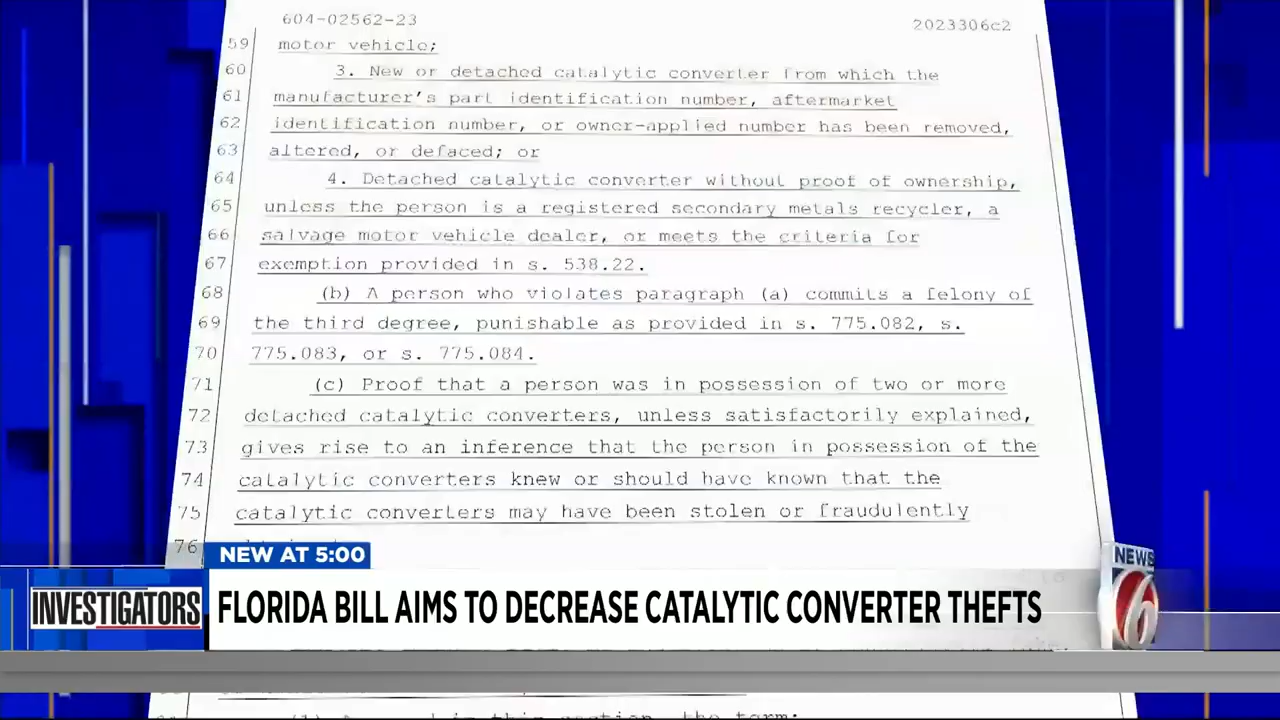 604-02562-23 2023306c2
59 motor vehicle;
60 3. New or detached catalytic converter from which the
61 manufacturer's part identification number, aftermarket
62 identification number, or owner-applied number has been removed,
63 altered, or defaced; or
64 4. Detached catalytic converter without proof of ownership,
65 unless the person is a registered secondary metals recycler, a
66 salvage motor vehicle dealer, or meets the criteria for
67 exemption provided in s. 538.22.
68 (b) A person who violates paragraph (a) commits a felony of
69 the third degree, punishable as provided in s. 775.082, s.
70 775.083, or s. 775.084.
71 (c) Proof that a person was in possession of two or more
72 detached catalytic converters, unless satisfactorily explained,
73 gives rise to an inference that the person in possession of the
74 catalytic converters knew or should have known that the
75 catalytic converters may have been stolen or fraudulently
76
NEW AT 5:00
INVESTIGATORS
FLORIDA BILL AIMS TO DECREASE CATALYTIC CONVERTER THEFTS
NEWS
6
in this section, the term: